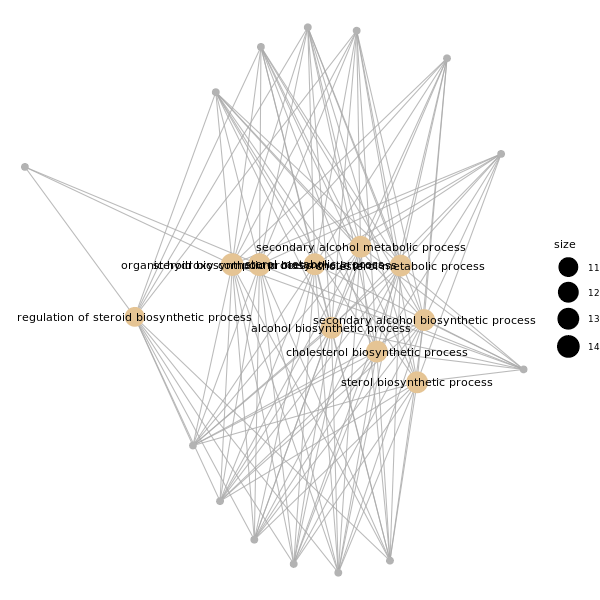 size
secondary alcohol metabolic process
organic hydroxy compound biosynthetic process
steroid biosynthetic process
sterol metabolic process
cholesterol metabolic process
11
12
regulation of steroid biosynthetic process
secondary alcohol biosynthetic process
13
alcohol biosynthetic process
14
cholesterol biosynthetic process
sterol biosynthetic process